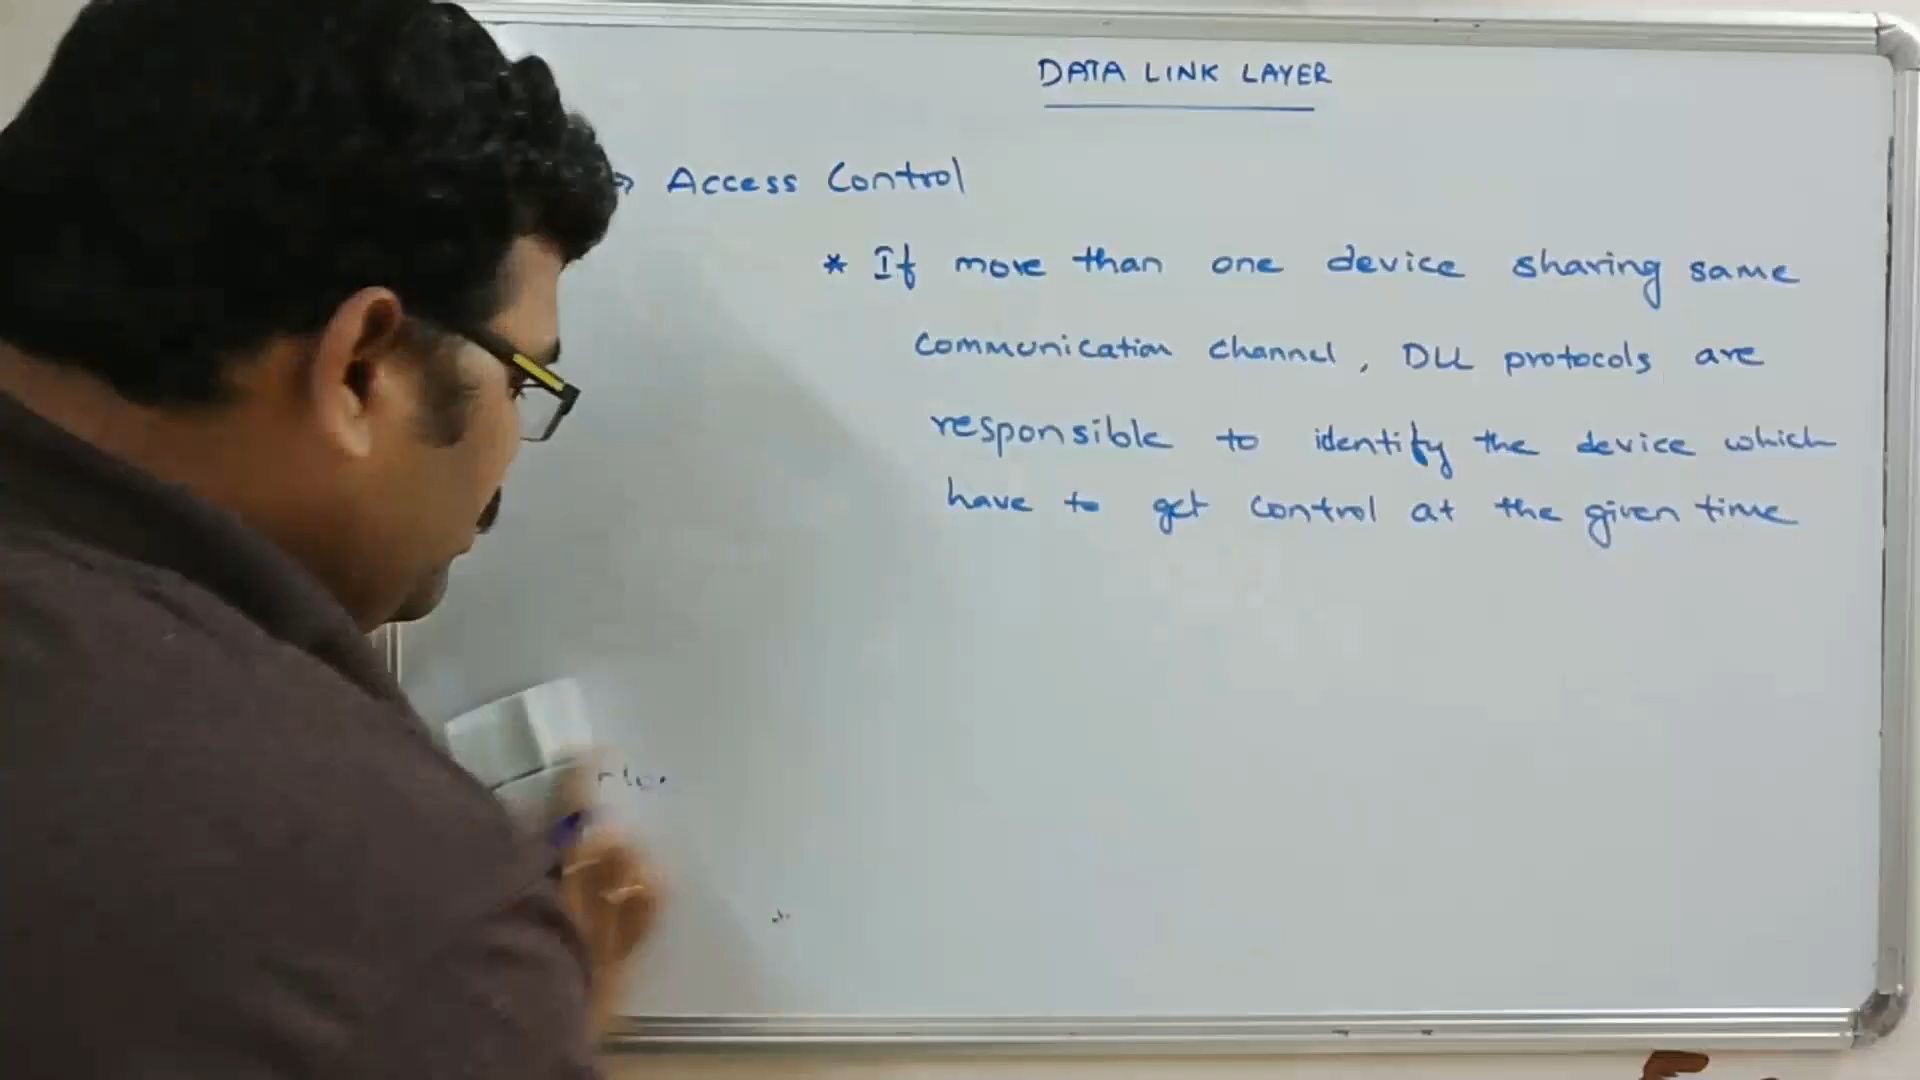 DATA LINK LAYER
→ Access Control
* If more than one device sharing same
communication channel, DLL protocols are
responsible to identify the device which
have to get control at the given time